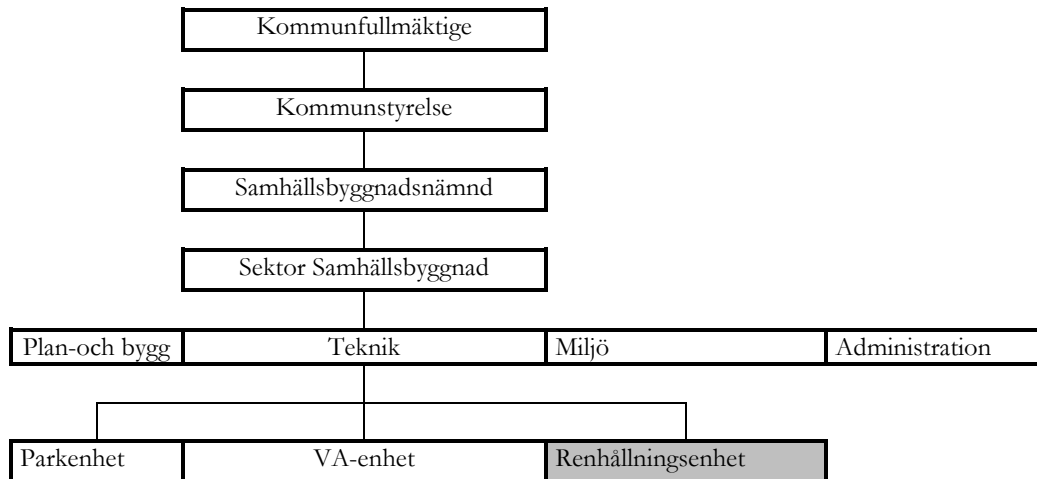 Kommunfullmäktige
Kommunstyrelse
Samhällsbyggnadsnämnd
Sektor Samhällsbyggnad
Plan-och bygg Teknik Miljö Administration
Parkenhet VA-enhet Renhållningsenhet